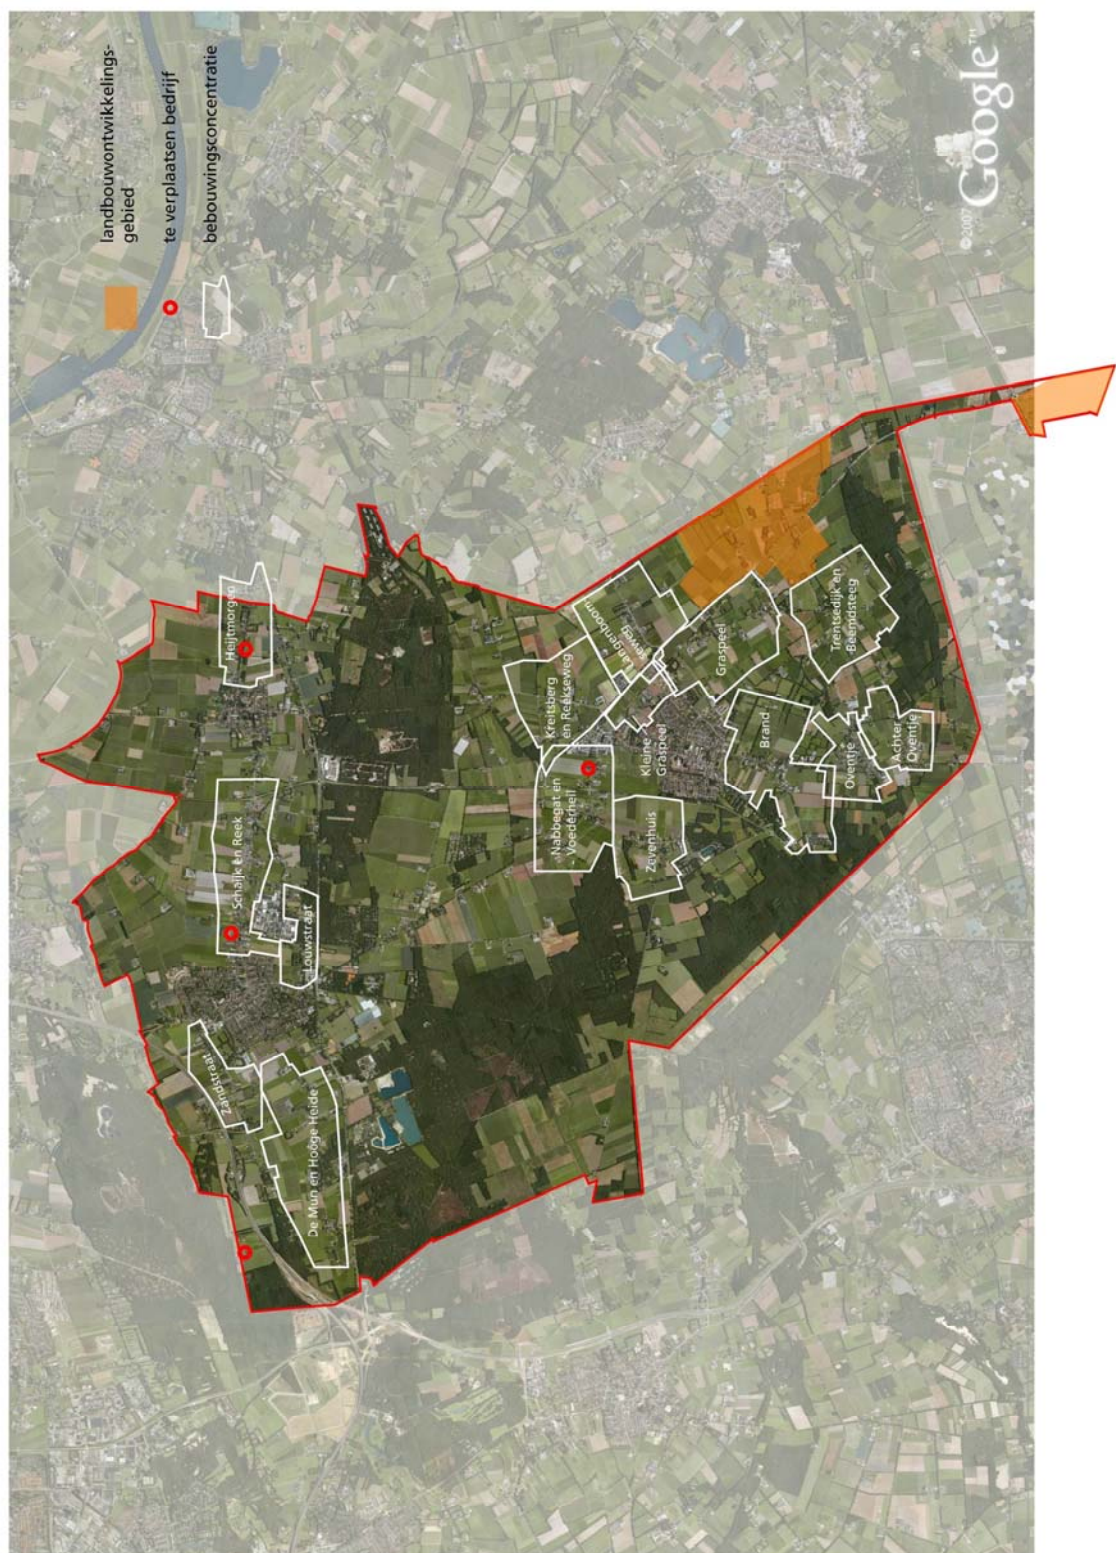 landbouwontwikkelings-
gebied
te verplaatsen bedrijf
bebouwingsconcentratie
Heijtmorgen
Schaijk en Reek
Louwstraat
Zandstraat
De Mun en Hooge Heide
Kreitsberg
en Reekseweg
Langenboom
Nabbegat en
Voederheil
Kleine
Graspeel
Graspeel
Zevenhuis
Brand
Trentsedijk en
Beemdsteeg
Oventje
Achter
Oventje
©2007 Google™